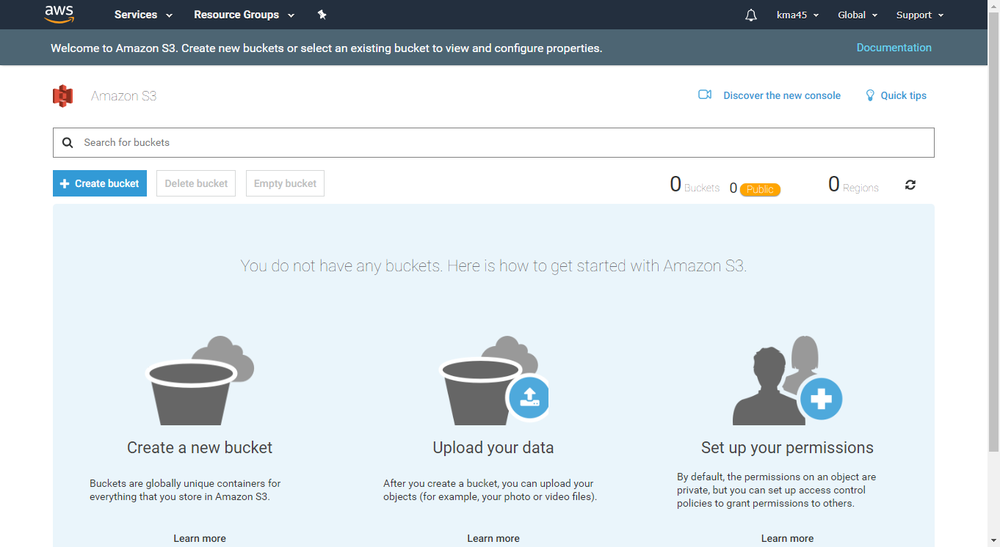 aws Services Resource Groups kma45 Global Support
Welcome to Amazon S3. Create new buckets or select an existing bucket to view and configure properties. Documentation
Amazon S3 Discover the new console Quick tips
Search for buckets
Create bucket Delete bucket Empty bucket 0 Buckets 0 Public 0 Regions
You do not have any buckets. Here is how to get started with Amazon S3.
Create a new bucket
Buckets are globally unique containers for
everything that you store in Amazon S3.
Learn more
Upload your data
After you create a bucket, you can upload your
objects (for example, your photo or video files).
Learn more
Set up your permissions
By default, the permissions on an object are
private, but you can set up access control
policies to grant permissions to others.
Learn more